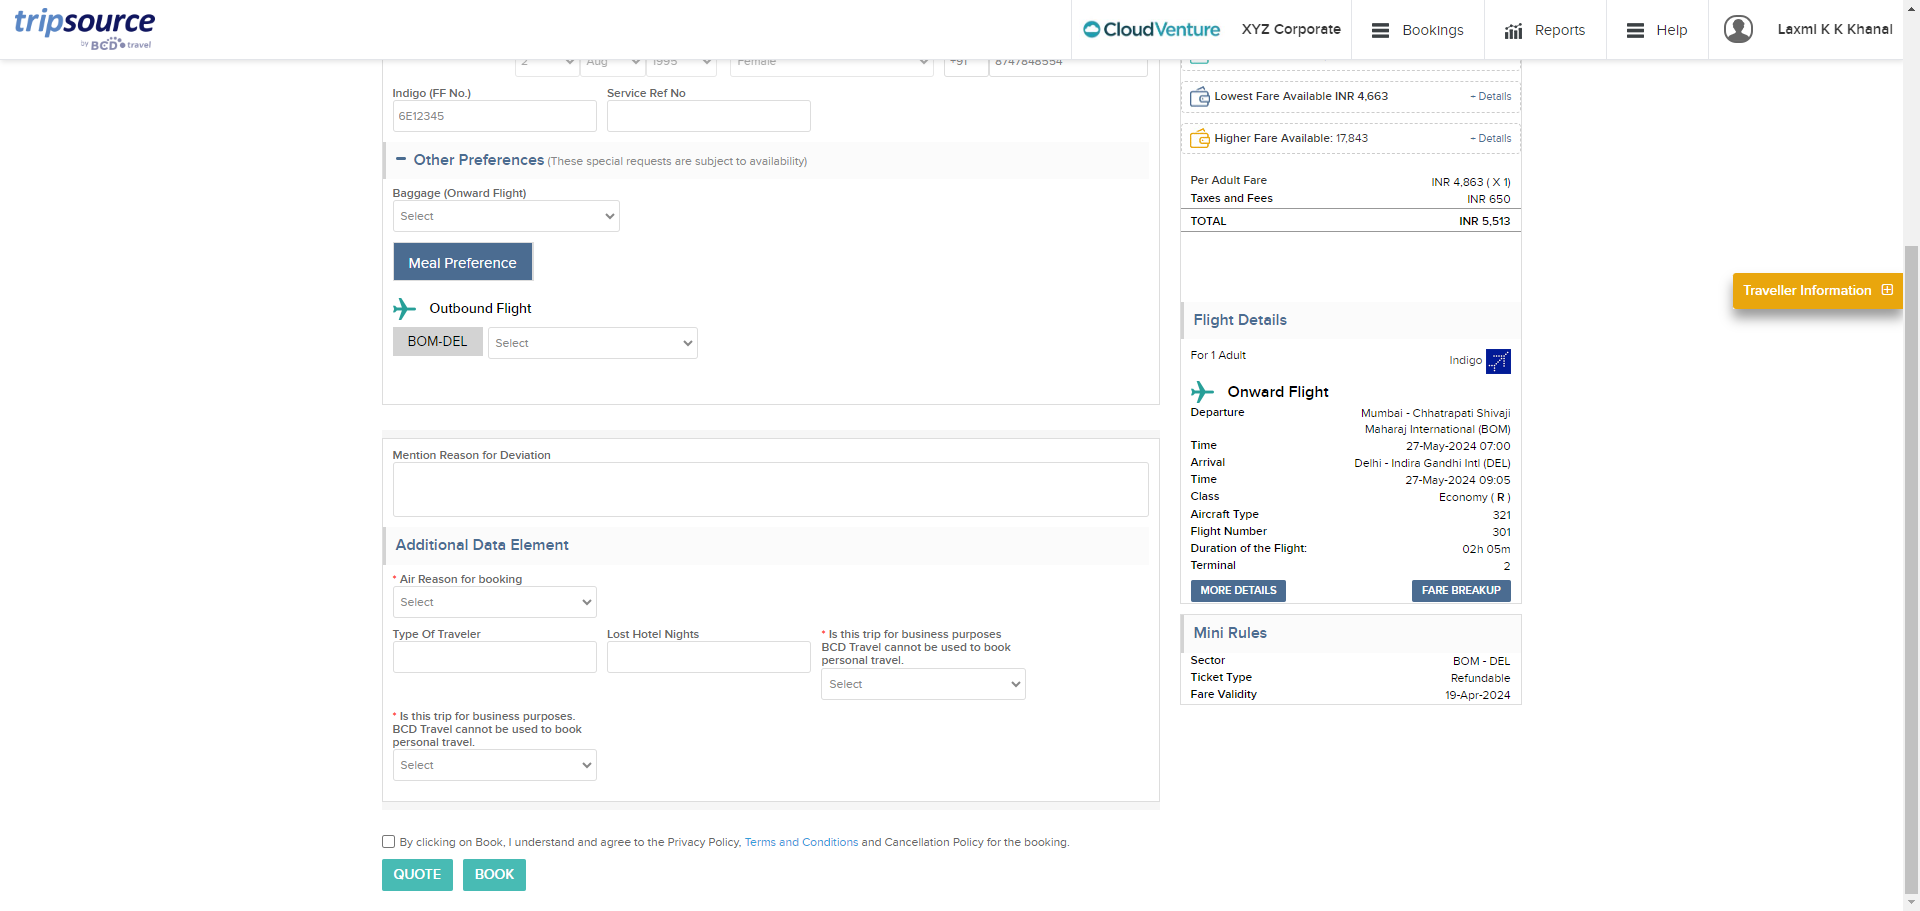 tripsource
by BCD travel
CloudVenture
XYZ Corporate
Bookings
Reports
Help
Laxmi K K Khanal
2
Aug
1995
Female
+91
8747848554
Indigo (FF No.)
Service Ref No
6E12345
Other Preferences (These special requests are subject to availability)
Baggage (Onward Flight)
Select
Meal Preference
Outbound Flight
BOM-DEL
Select
Mention Reason for Deviation
Additional Data Element
* Air Reason for booking
Select
Type Of Traveler
Lost Hotel Nights
* Is this trip for business purposes
BCD Travel cannot be used to book
personal travel.
Select
* Is this trip for business purposes.
BCD Travel cannot be used to book
personal travel.
Select
By clicking on Book, I understand and agree to the Privacy Policy, Terms and Conditions and Cancellation Policy for the booking.
QUOTE
BOOK
Lowest Fare Available INR 4,663
+ Details
Higher Fare Available: 17,843
+ Details
Per Adult Fare INR 4,863 ( X 1)
Taxes and Fees INR 650
TOTAL INR 5,513
Traveller Information
Flight Details
For 1 Adult
Indigo
Onward Flight
Departure Mumbai - Chhatrapati Shivaji
Maharaj International (BOM)
Time 27-May-2024 07:00
Arrival Delhi - Indira Gandhi Intl (DEL)
Time 27-May-2024 09:05
Class Economy ( R )
Aircraft Type 321
Flight Number 301
Duration of the Flight: 02h 05m
Terminal 2
MORE DETAILS
FARE BREAKUP
Mini Rules
Sector BOM - DEL
Ticket Type Refundable
Fare Validity 19-Apr-2024